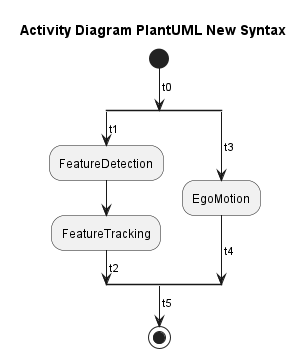 Activity Diagram PlantUML New Syntax
t0
t1
t3
FeatureDetection
EgoMotion
FeatureTracking
t4
t2
t5